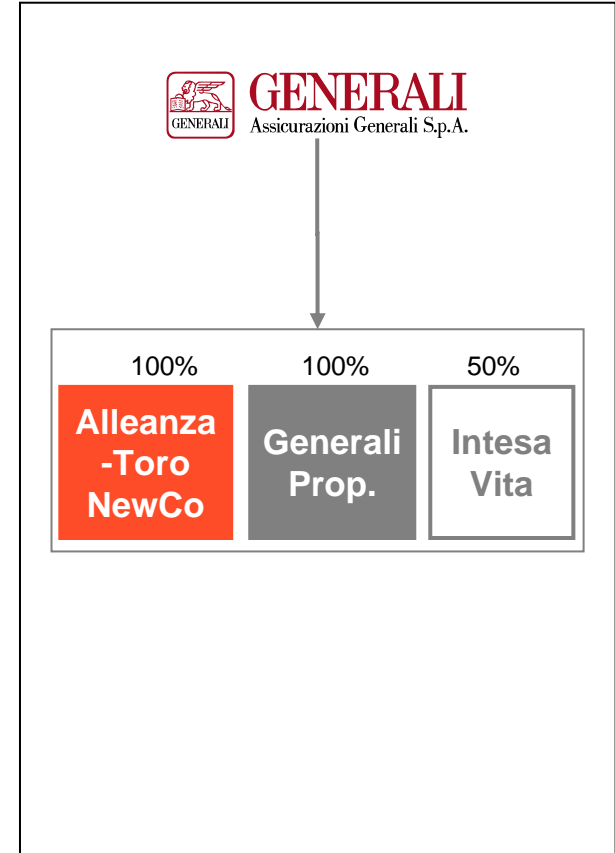 GENERALI
GENERALI
Assicurazioni Generali S.p.A.
100% 100% 50%
Alleanza
-Toro
NewCo
Generali
Prop.
Intesa
Vita